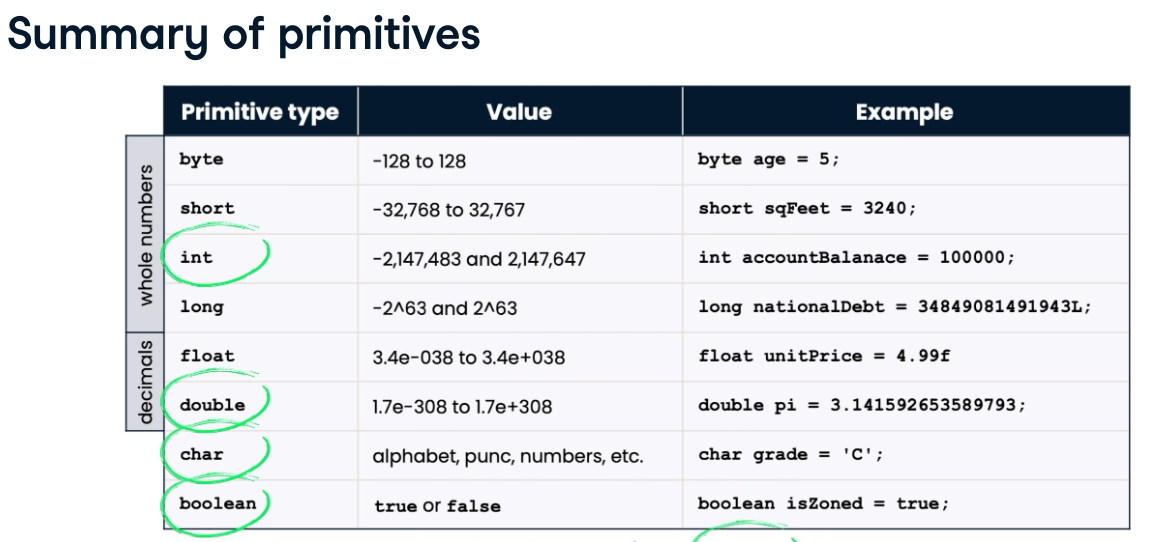 Summary of primitives
Primitive type Value Example
whole numbers
byte -128 to 128 byte age = 5;
short -32,768 to 32,767 short sqFeet = 3240;
int -2,147,483 and 2,147,647 int accountBalanace = 100000;
long -2^63 and 2^63 long nationalDebt = 34849081491943L;
decimals
float 3.4e-038 to 3.4e+038 float unitPrice = 4.99f
double 1.7e-308 to 1.7e+308 double pi = 3.141592653589793;
char alphabet, punc, numbers, etc. char grade = 'C';
boolean true or false boolean isZoned = true;